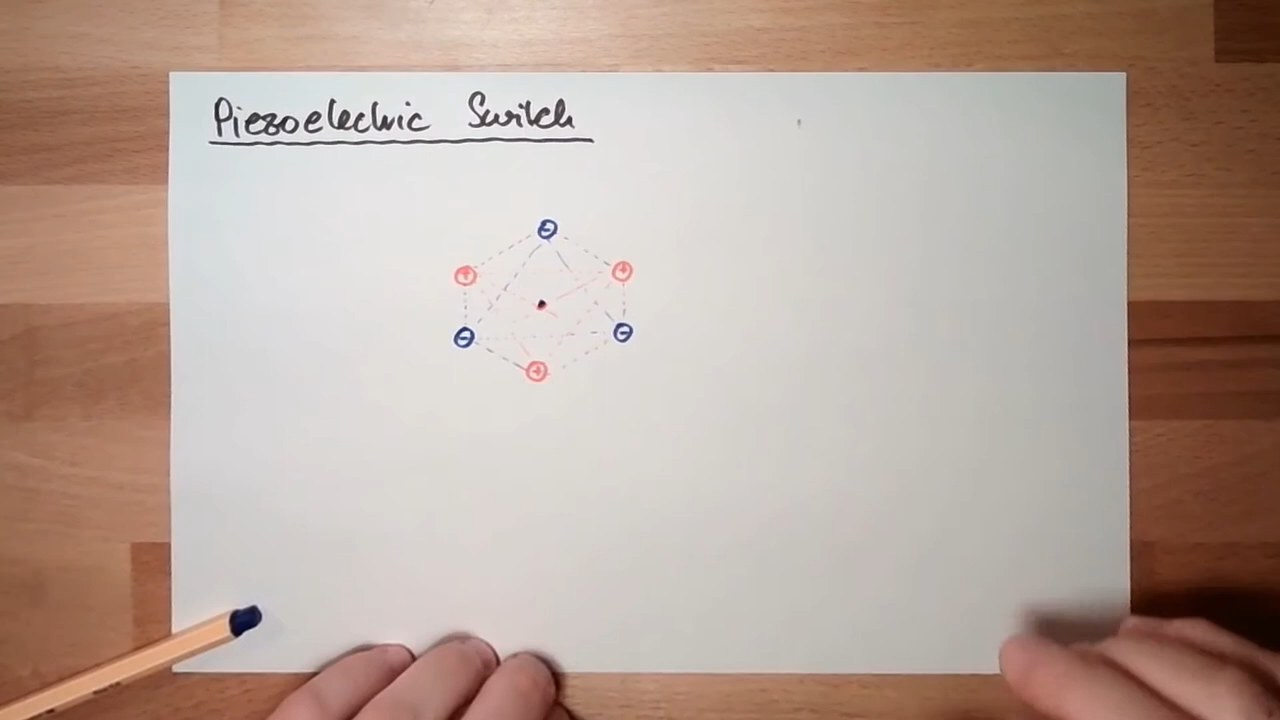 Piezoelectric Switch
-
+ +
- -
+